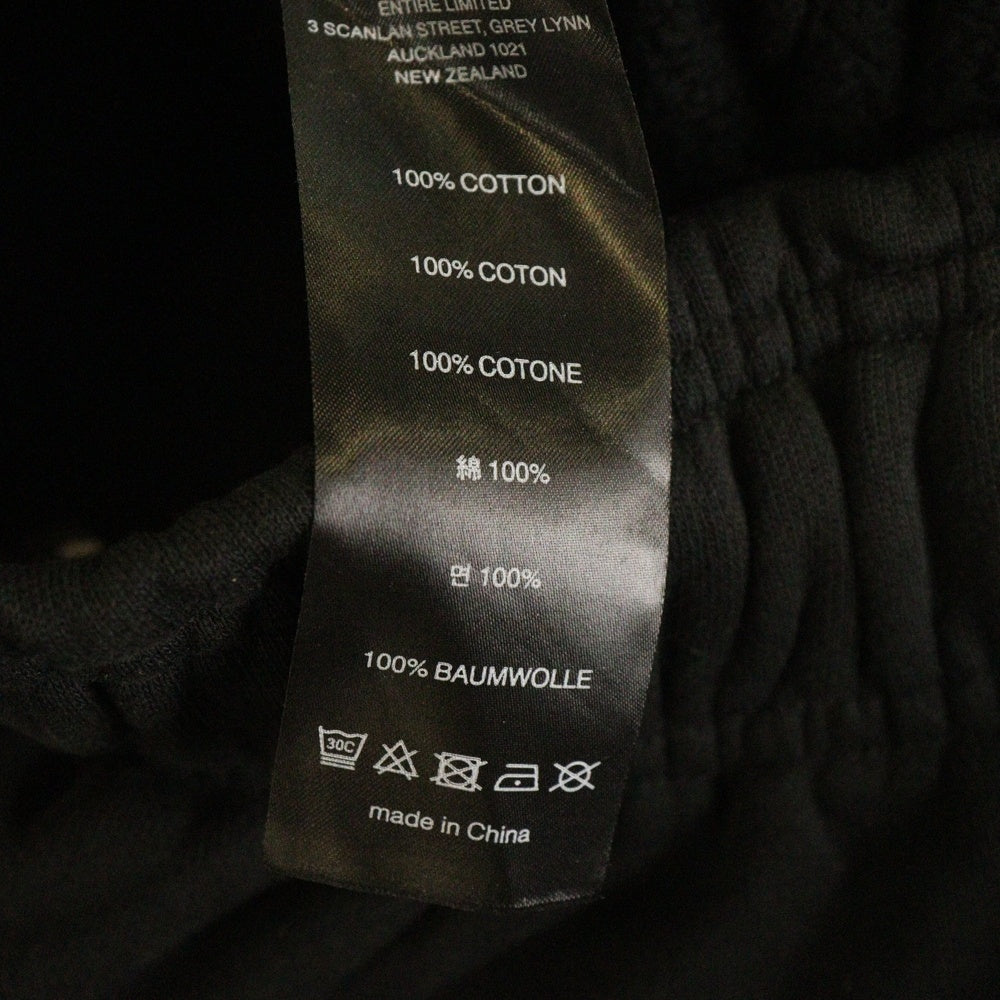 ENTIRE LIMITED
3 SCANLAN STREET, GREY LYNN
AUCKLAND 1021
NEW ZEALAND
100% COTTON
100% COTON
100% COTONE
綿 100%
면 100%
100% BAUMWOLLE
30C
made in China